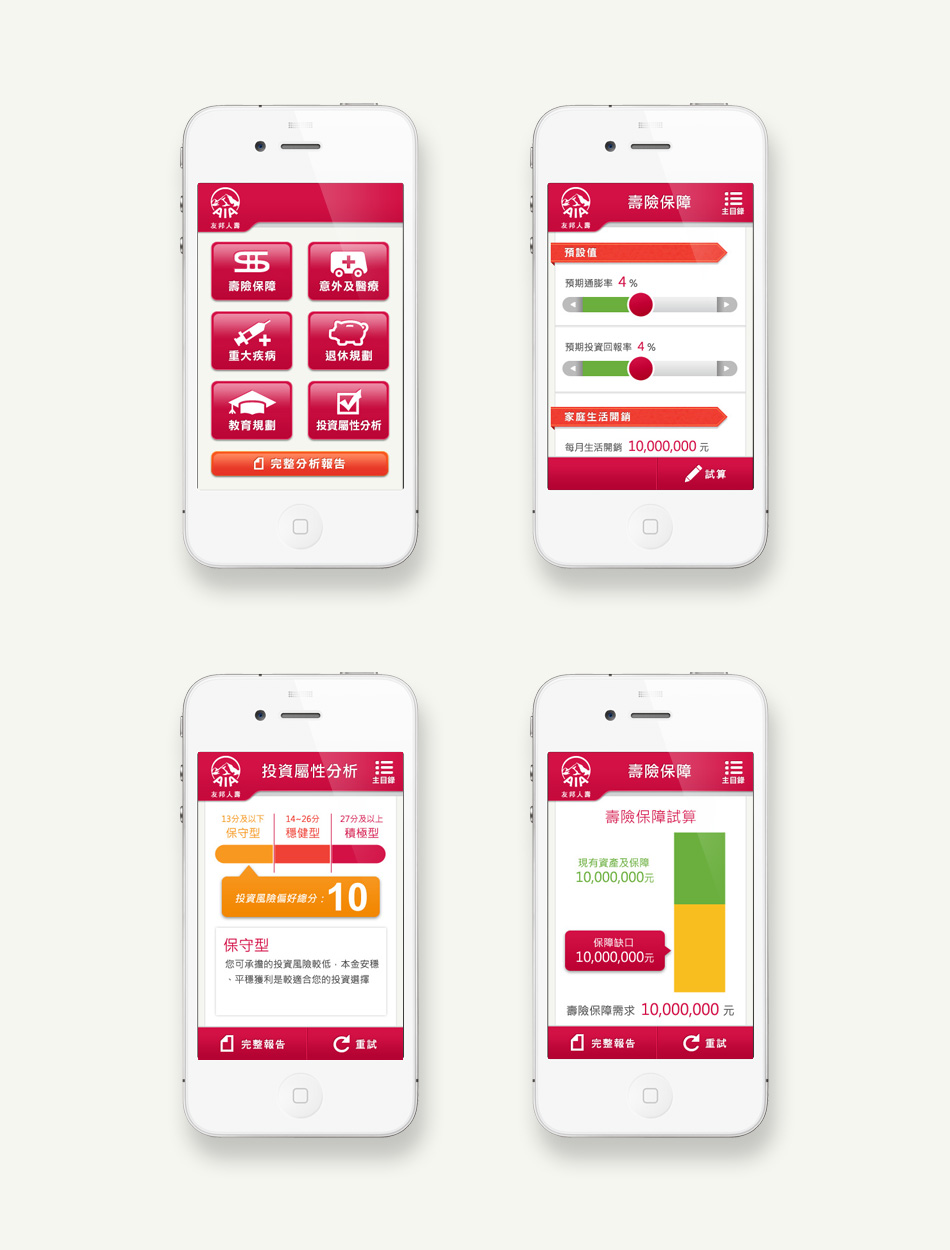 AIA
友邦人壽
壽險保障
意外及醫療
重大疾病
退休規劃
教育規劃
投資屬性分析
完整分析報告
AIA
友邦人壽
壽險保障
主目錄
預設值
預期通膨率 4 %
預期投資回報率 4 %
家庭生活開銷
每月生活開銷 10,000,000 元
試算
AIA
友邦人壽
投資屬性分析
主目錄
13分及以下 14~26分 27分及以上
保守型 穩健型 積極型
投資風險偏好總分：10
保守型
您可承擔的投資風險較低，本金安穩
、平穩獲利是較適合您的投資選擇
完整報告 重試
AIA
友邦人壽
壽險保障
主目錄
壽險保障試算
現有資產及保障
10,000,000元
保障缺口
10,000,000元
壽險保障需求 10,000,000 元
完整報告 重試